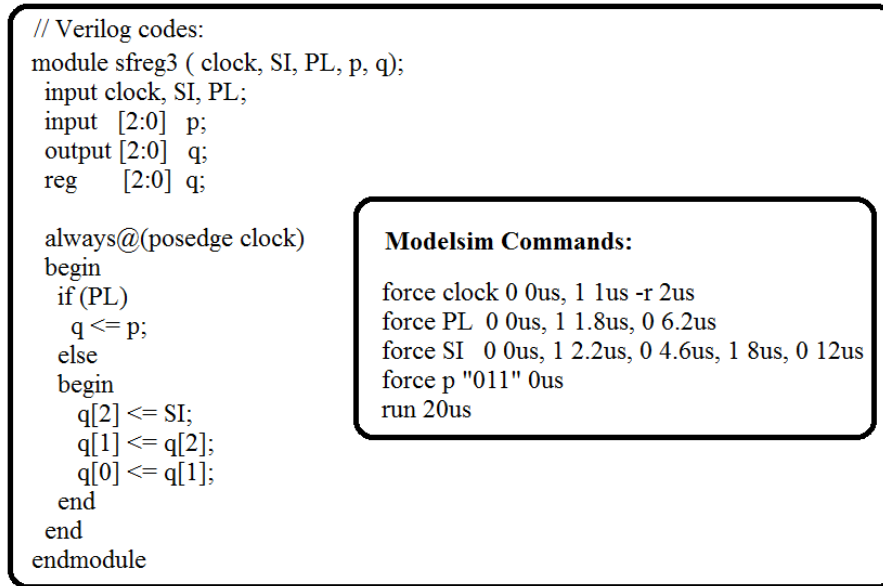 // Verilog codes:
module sfreg3 ( clock, SI, PL, p, q);
input clock, SI, PL;
input [2:0] p;
output [2:0] q;
reg [2:0] q;
always@(posedge clock)
begin
if (PL)
q <= p;
else
begin
q[2] <= SI;
q[1] <= q[2];
q[0] <= q[1];
end
end
endmodule
Modelsim Commands:
force clock 0 0us, 1 1us -r 2us
force PL 0 0us, 1 1.8us, 0 6.2us
force SI 0 0us, 1 2.2us, 0 4.6us, 1 8us, 0 12us
force p "011" 0us
run 20us